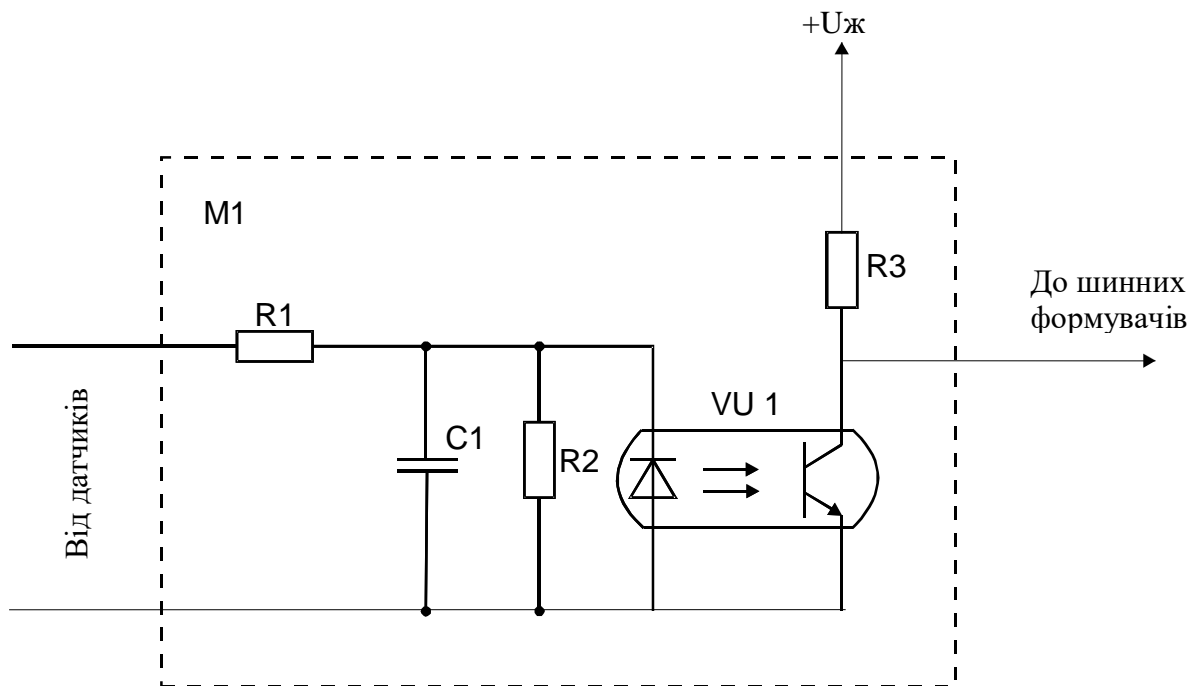 +Uж
M1
R3
До шинних
формувачів
R1
VU 1
C1
R2
Від датчиків